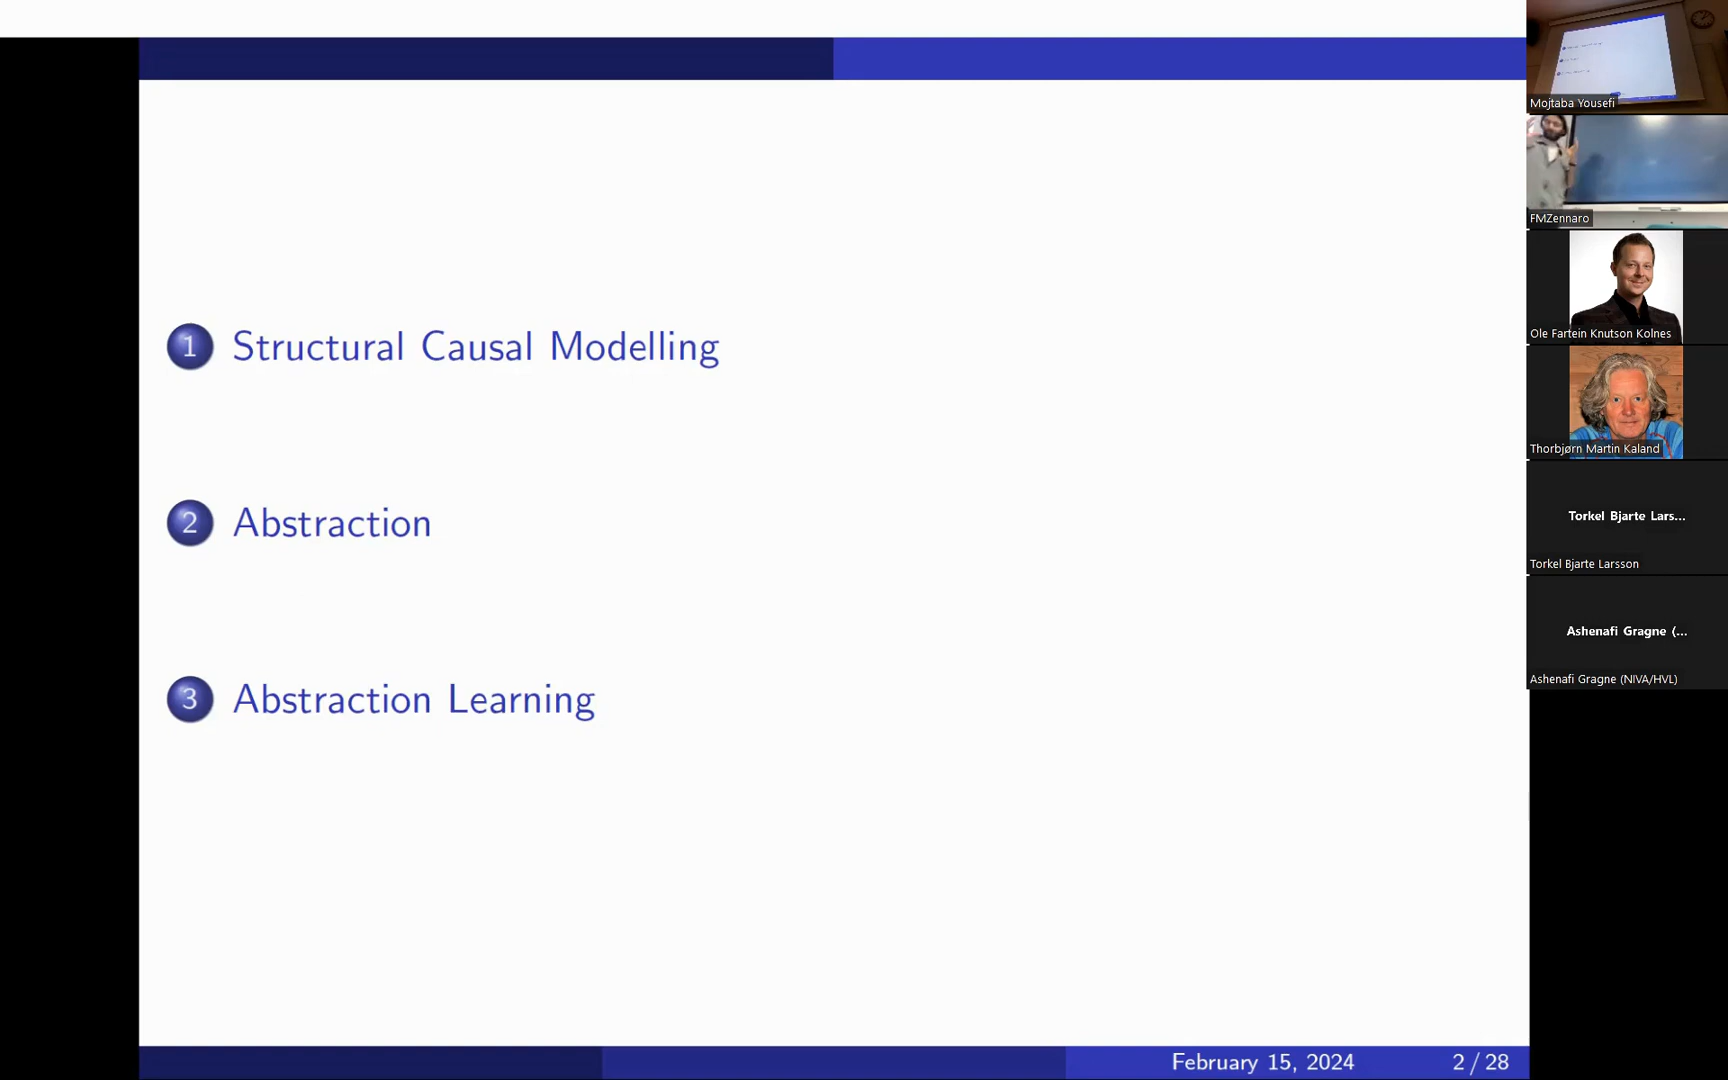 1 Structural Causal Modelling
2 Abstraction
3 Abstraction Learning
February 15, 2024 2 / 28
Mojtaba Yousefi
FMZennaro
Ole Fartein Knutson Kolnes
Thorbjørn Martin Kaland
Torkel Bjarte Lars...
Torkel Bjarte Larsson
Ashenafi Gragne (...
Ashenafi Gragne (NIVA/HVL)